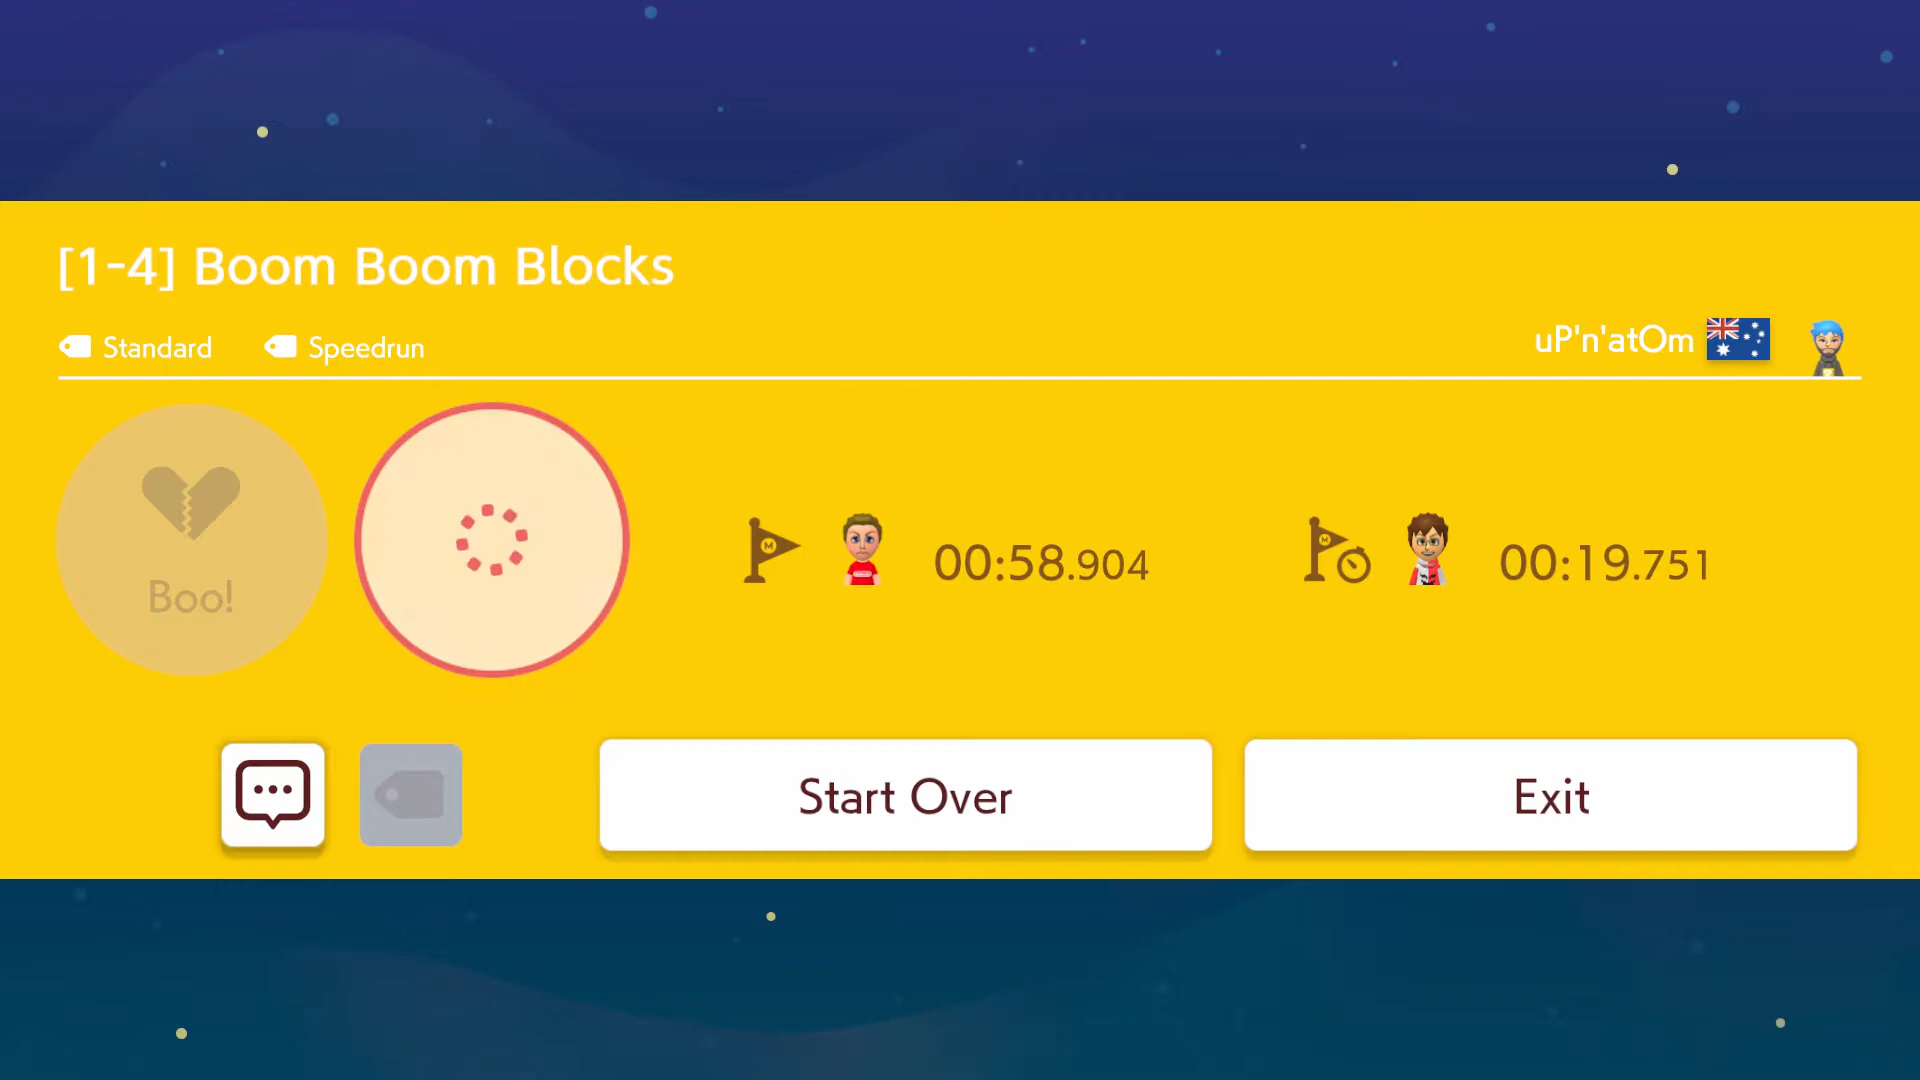 [1-4] Boom Boom Blocks
Standard
Speedrun
uP'n'atOm
Boo!
M
00:58.904
M
00:19.751
Start Over
Exit